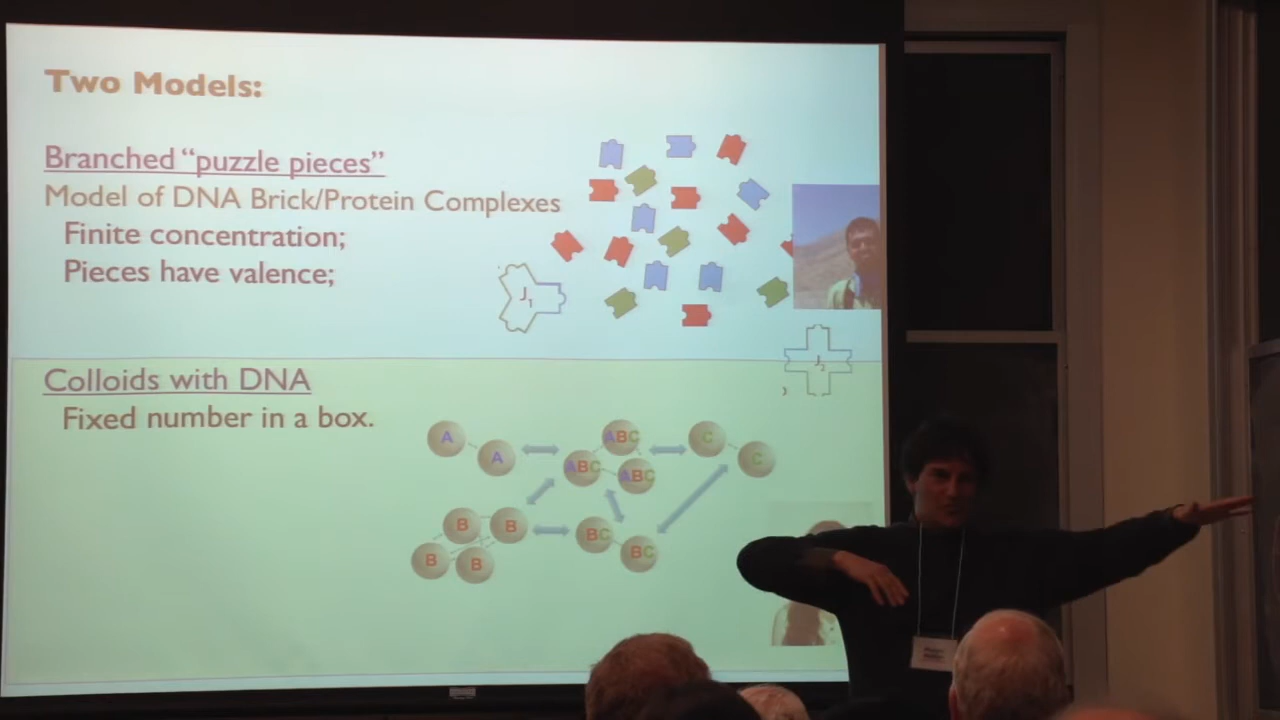 Two Models:
Branched “puzzle pieces”
Model of DNA Brick/Protein Complexes
Finite concentration;
Pieces have valence;
J1
J2
Colloids with DNA
Fixed number in a box.
A
A
ABC
ABC
ABC
C
C
B
B
B
B
BC
BC